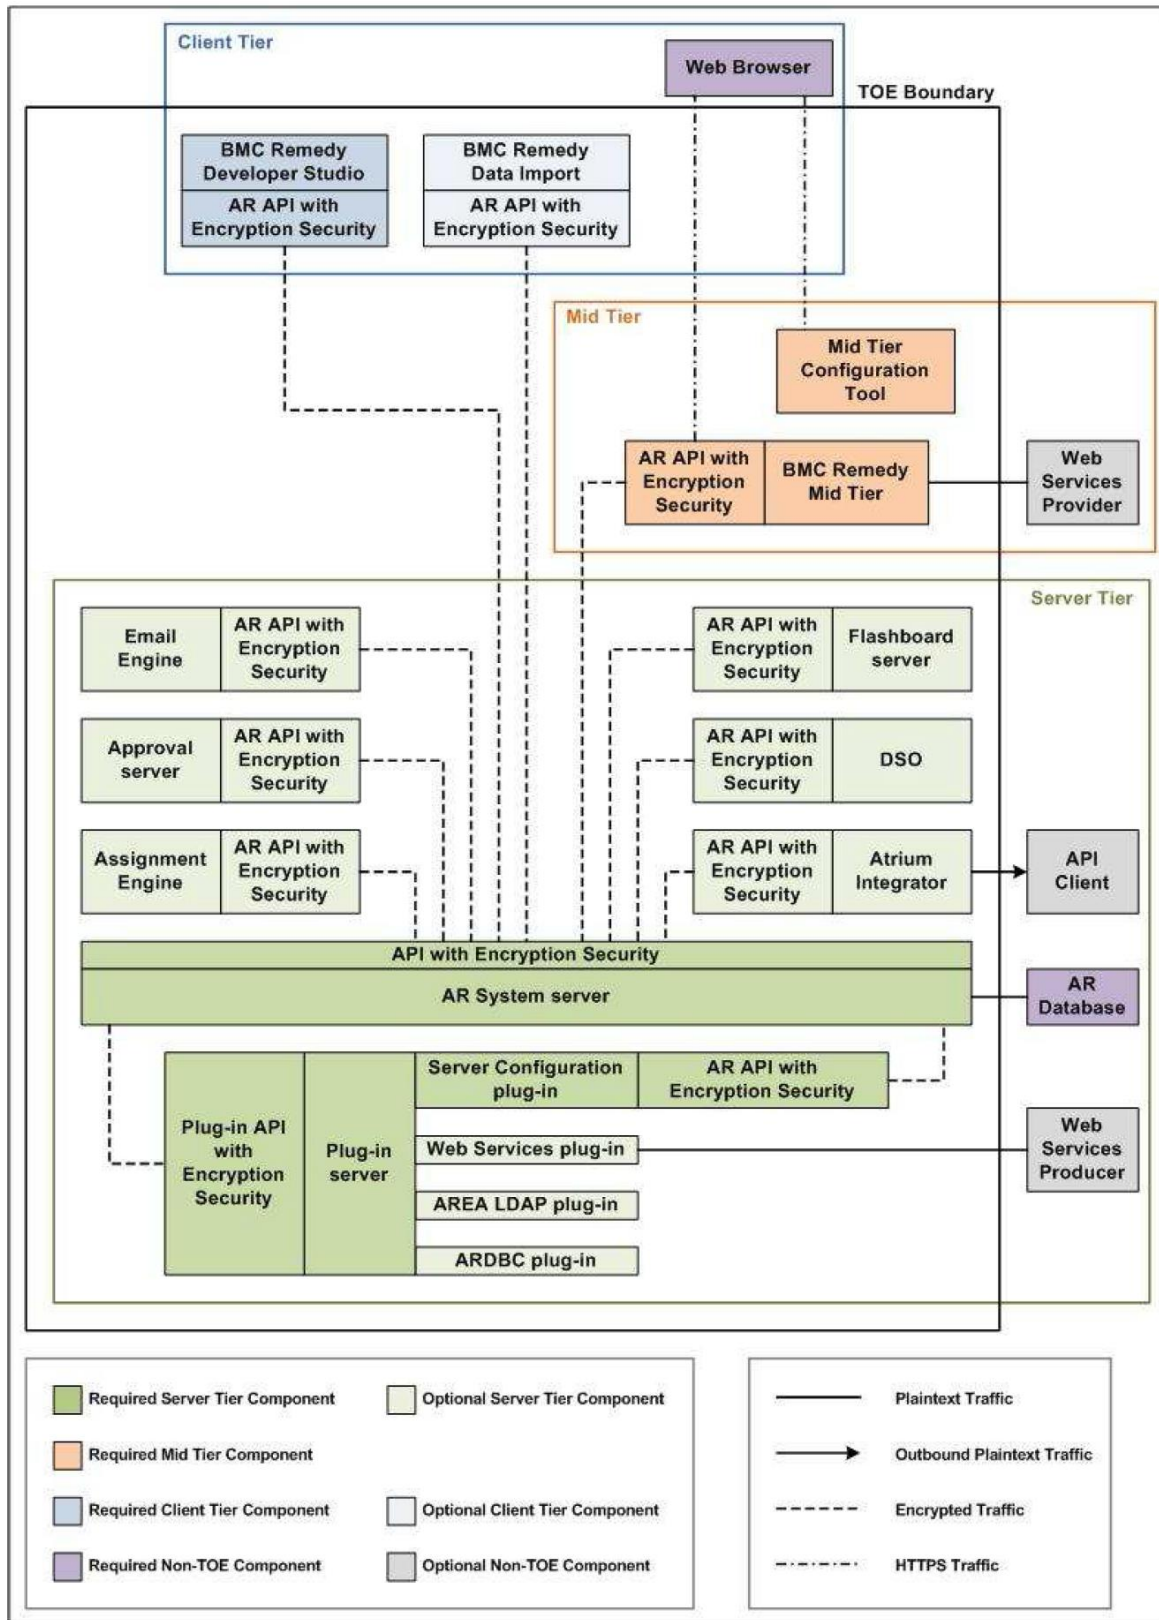 Client Tier
Web Browser
TOE Boundary
BMC Remedy
Developer Studio
AR API with
Encryption Security
BMC Remedy
Data Import
AR API with
Encryption Security
Mid Tier
Mid Tier
Configuration
Tool
AR API with
Encryption
Security
BMC Remedy
Mid Tier
Web
Services
Provider
Server Tier
Email
Engine
AR API with
Encryption
Security
AR API with
Encryption
Security
Flashboard
server
Approval
server
AR API with
Encryption
Security
AR API with
Encryption
Security
DSO
Assignment
Engine
AR API with
Encryption
Security
AR API with
Encryption
Security
Atrium
Integrator
API
Client
API with Encryption Security
AR System server
AR
Database
Plug-in API
with
Encryption
Security
Plug-in
server
Server Configuration
plug-in
AR API with
Encryption Security
Web Services plug-in
Web
Services
Producer
AREA LDAP plug-in
ARDBC plug-in
Required Server Tier Component
Optional Server Tier Component
Required Mid Tier Component
Required Client Tier Component
Optional Client Tier Component
Required Non-TOE Component
Optional Non-TOE Component
Plaintext Traffic
Outbound Plaintext Traffic
Encrypted Traffic
HTTPS Traffic